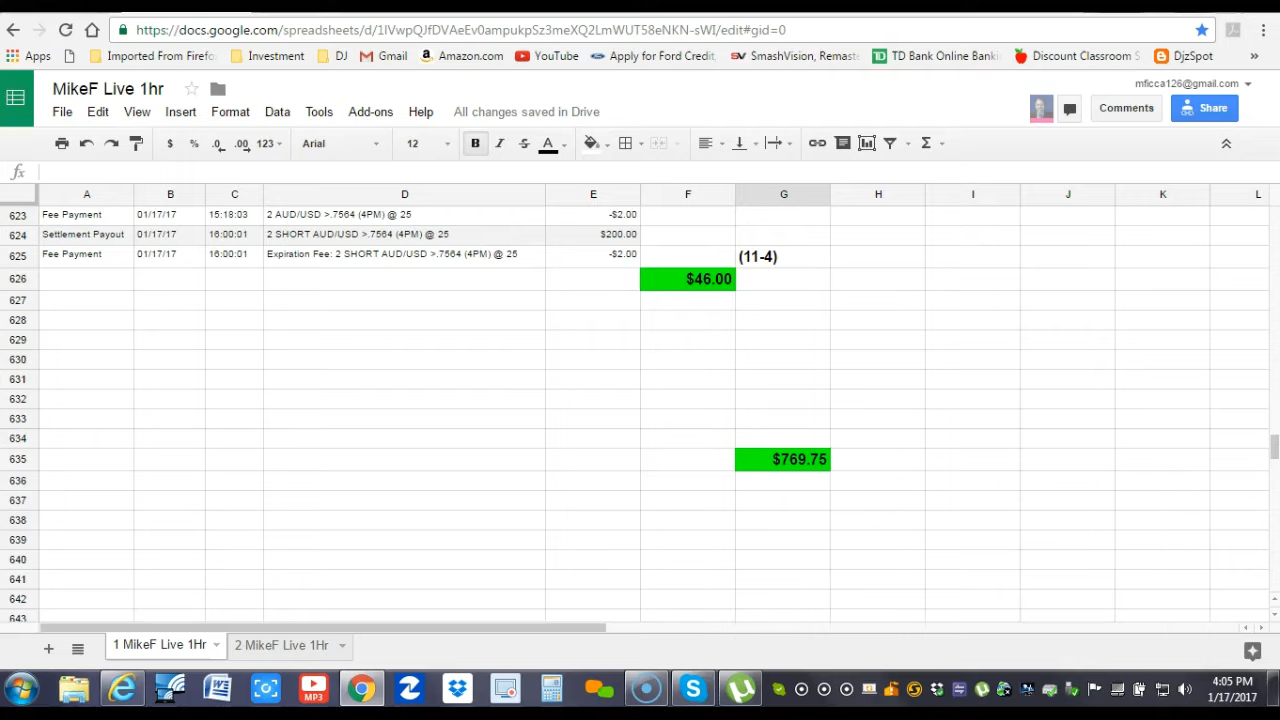 https://docs.google.com/spreadsheets/d/1lVwpQJfDVAeEv0arpukpSz3meXQ2LmWUT58eNKN-sWI/edit#gid=0
Apps Imported From Firefo Investment DJ Gmail Amazon.com YouTube Apply for Ford Credit SmashVision, Remaste TD Bank Online Banki Discount Classroom S DjzSpot »
MikeF Live 1hr
mficca126@gmail.com
File Edit View Insert Format Data Tools Add-ons Help All changes saved in Drive
Comments Share
$ % .0 .00 123 Arial 12 B I S A Σ
fx
A B C D E F G H I J K L
623 Fee Payment 01/17/17 15:18:03 2 AUD/USD >.7564 (4PM) @ 25 -$2.00
624 Settlement Payout 01/17/17 16:00:01 2 SHORT AUD/USD >.7564 (4PM) @ 25 $200.00
625 Fee Payment 01/17/17 16:00:01 Expiration Fee: 2 SHORT AUD/USD >.7564 (4PM) @ 25 -$2.00 (11-4)
626 $46.00
627
628
629
630
631
632
633
634
635 $769.75
636
637
638
639
640
641
642
643
+ 1 MikeF Live 1Hr 2 MikeF Live 1Hr
MP3
4:05 PM
1/17/2017